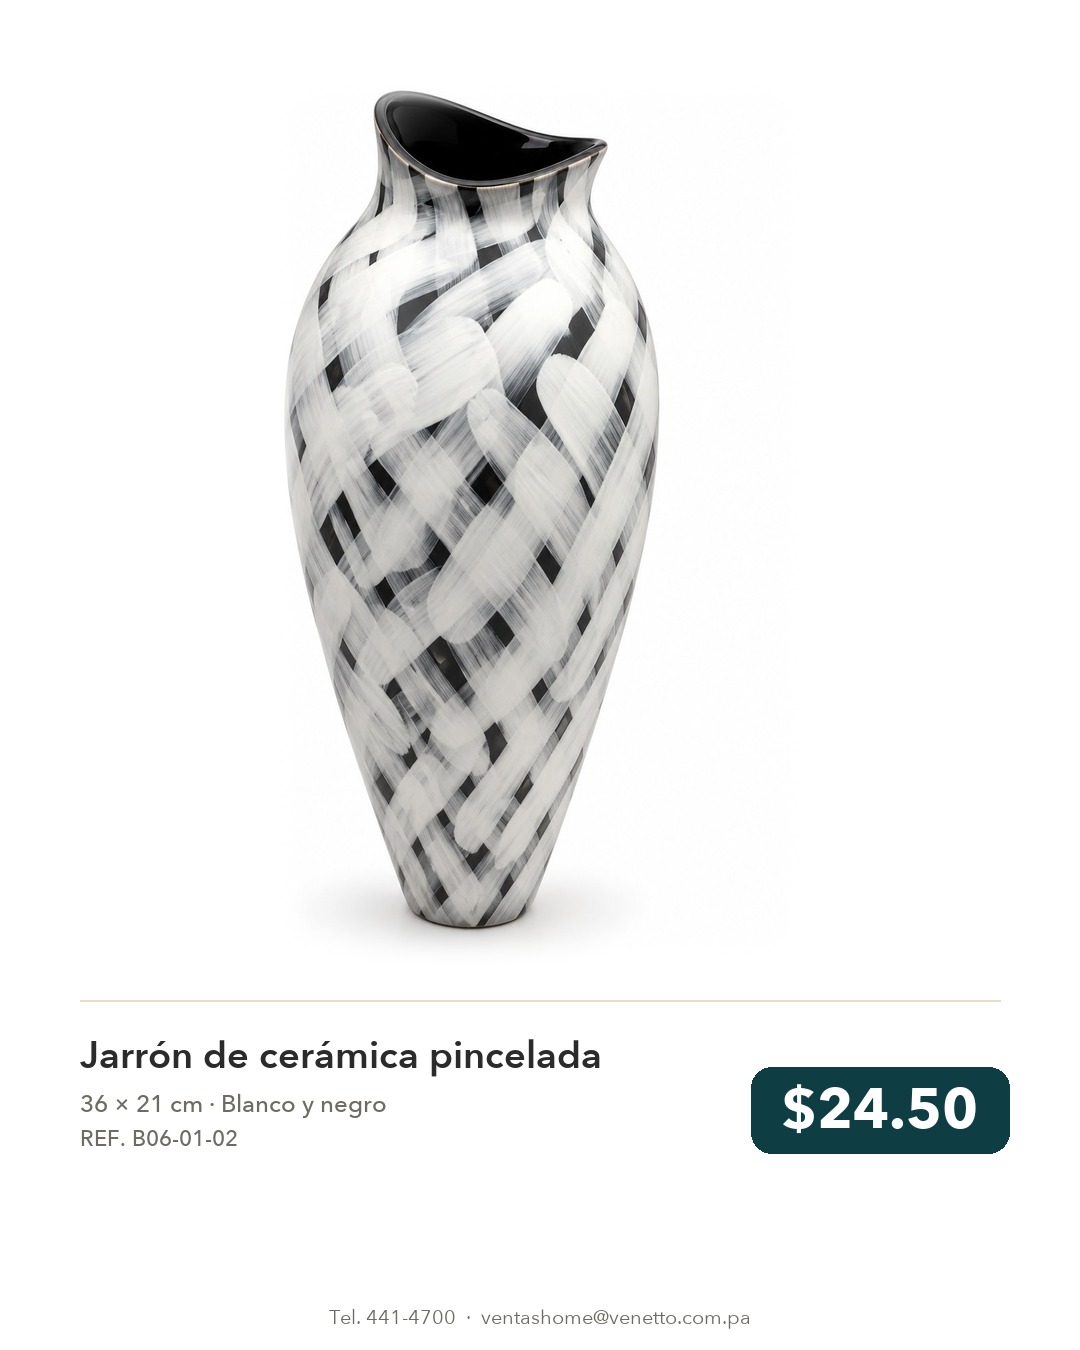 Jarrón de cerámica pincelada
36 × 21 cm · Blanco y negro
REF. B06-01-02
$24.50
Tel. 441-4700 · ventashome@venetto.com.pa